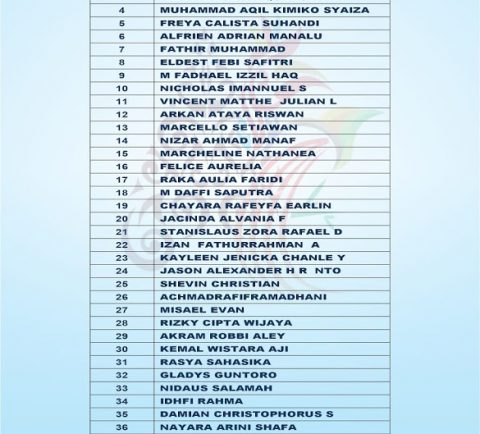 4 MUHAMMAD AQIL KIMIKO SYAIZA
5 FREYA CALISTA SUHANDI
6 ALFRIEN ADRIAN MANALU
7 FATHIR MUHAMMAD
8 ELDEST FEBI SAFITRI
9 M FADHAEL IZZIL HAQ
10 NICHOLAS IMANNUEL S
11 VINCENT MATTHE JULIAN L
12 ARKAN ATAYA RISWAN
13 MARCELLO SETIAWAN
14 NIZAR AHMAD MANAF
15 MARCHELINE NATHANEA
16 FELICE AURELIA
17 RAKA AULIA FARIDI
18 M DAFFI SAPUTRA
19 CHAYARA RAFEYFA EARLIN
20 JACINDA ALVANIA F
21 STANISLAUS ZORA RAFAEL D
22 IZAN FATHURRAHMAN A
23 KAYLEEN JENICKA CHANLE Y
24 JASON ALEXANDER H R NTO
25 SHEVIN CHRISTIAN
26 ACHMADRAFIFRAMADHANI
27 MISAEL EVAN
28 RIZKY CIPTA WIJAYA
29 AKRAM ROBBI ALEY
30 KEMAL WISTARA AJI
31 RASYA SAHASIKA
32 GLADYS GUNTORO
33 NIDAUS SALAMAH
34 IDHFI RAHMA
35 DAMIAN CHRISTOPHORUS S
36 NAYARA ARINI SHAFA